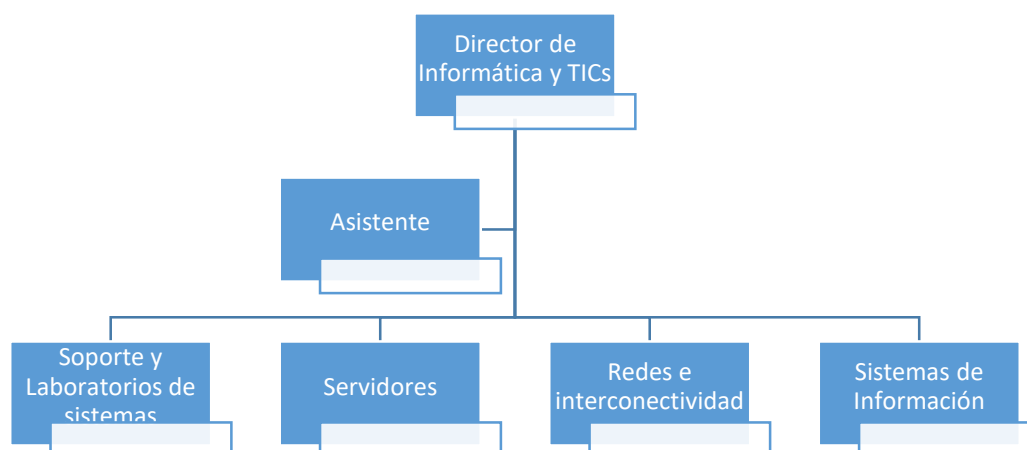 Director de
Informática y TICs
Asistente
Soporte y
Laboratorios de
sistemas
Servidores
Redes e
interconectividad
Sistemas de
Información